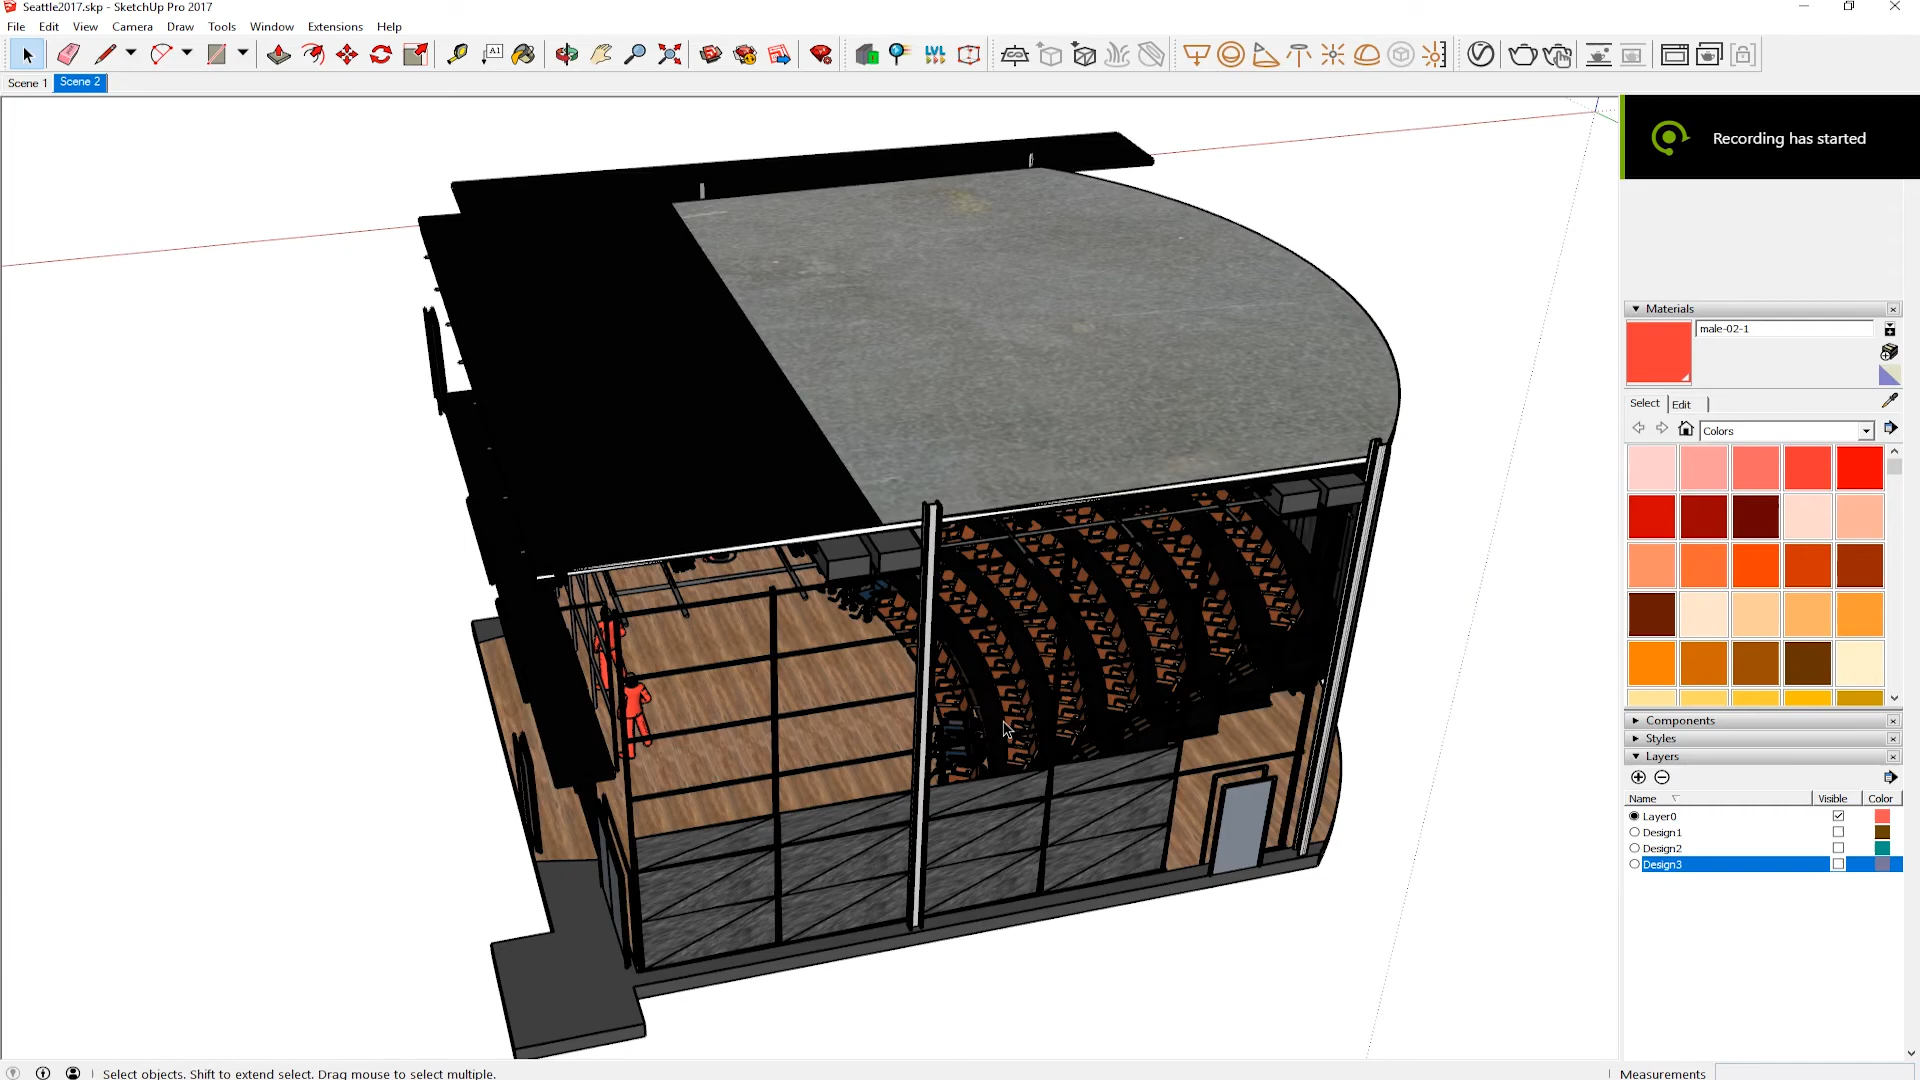 Seattle2017.skp - SketchUp Pro 2017
File Edit View Camera Draw Tools Window Extensions Help
A1
LVL
Scene 1 Scene 2
Recording has started
Materials
male-02-1
Select Edit
Colors
Components
Styles
Layers
Name Visible Color
Layer0
Design1
Design2
Design3
Select objects. Shift to extend select. Drag mouse to select multiple.
Measurements